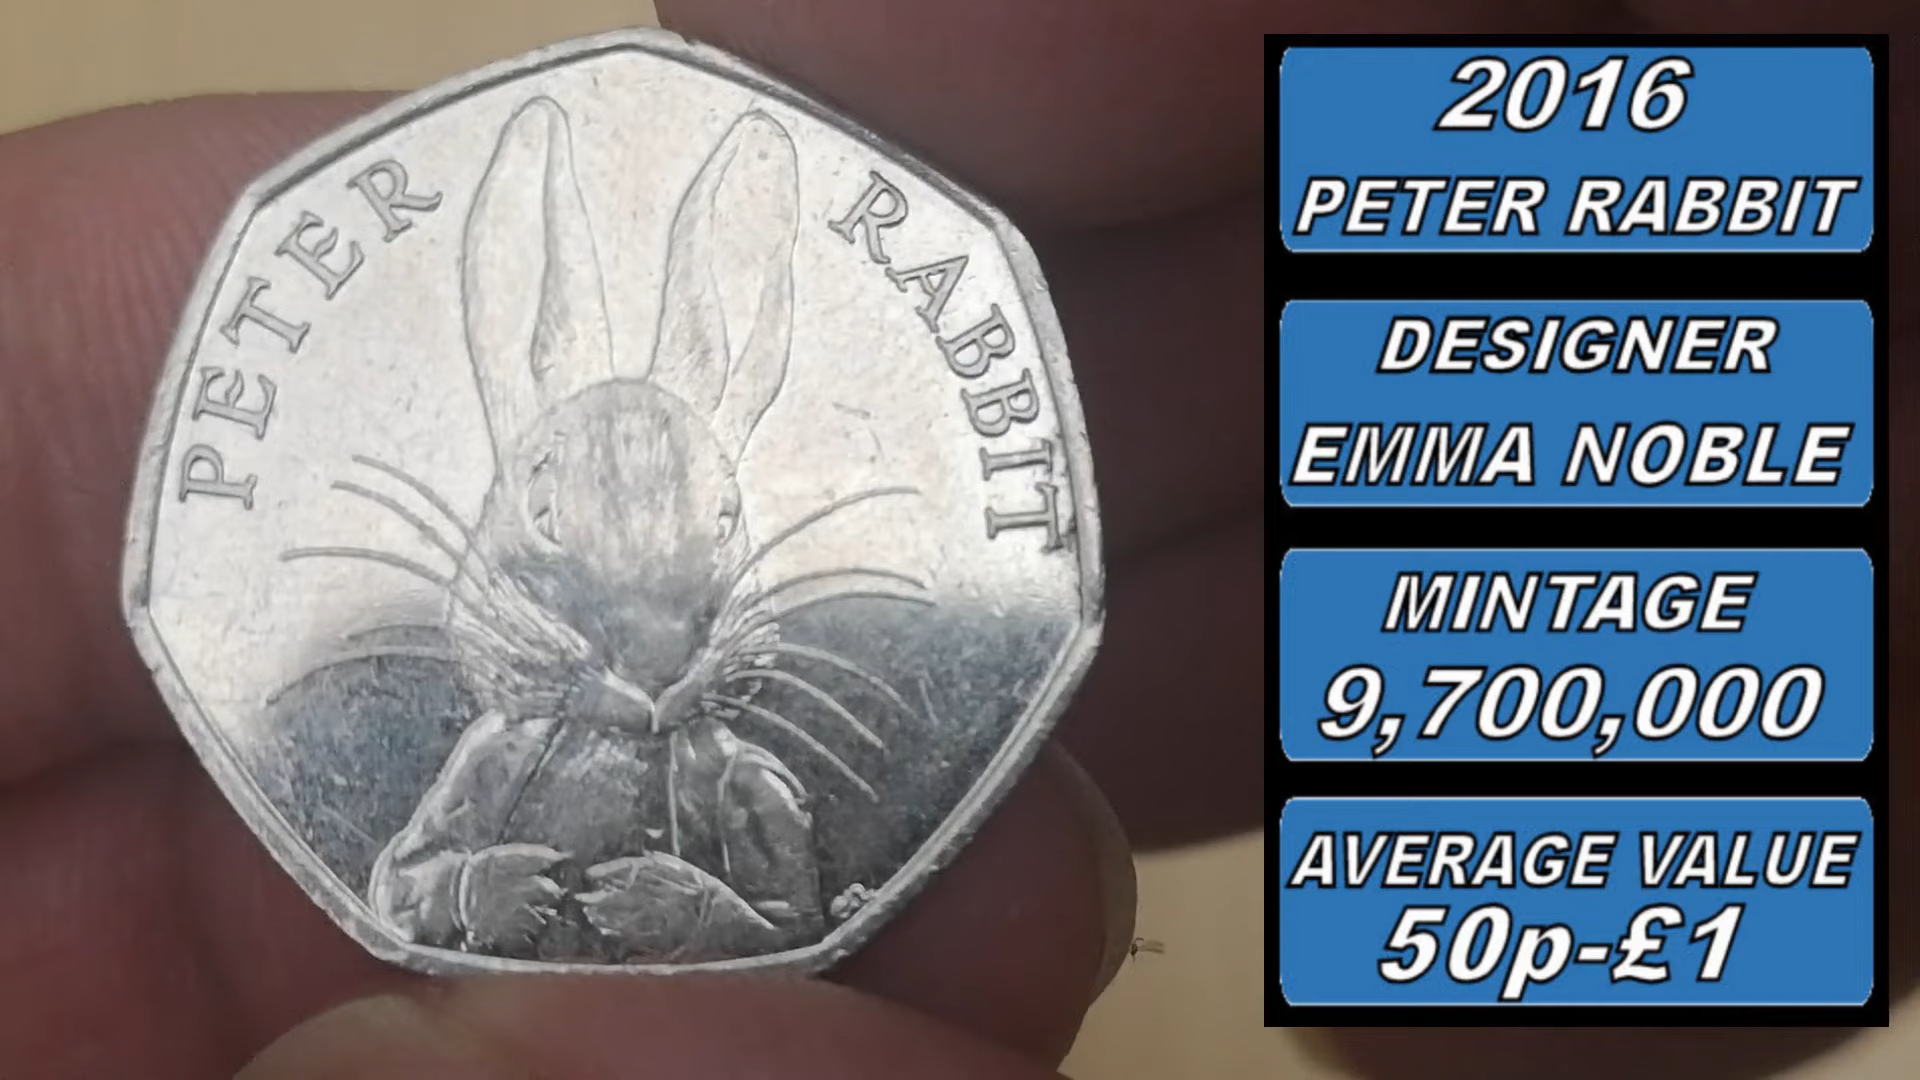 PETER RABBIT
2016
PETER RABBIT
DESIGNER
EMMA NOBLE
MINTAGE
9,700,000
AVERAGE VALUE
50p-£1